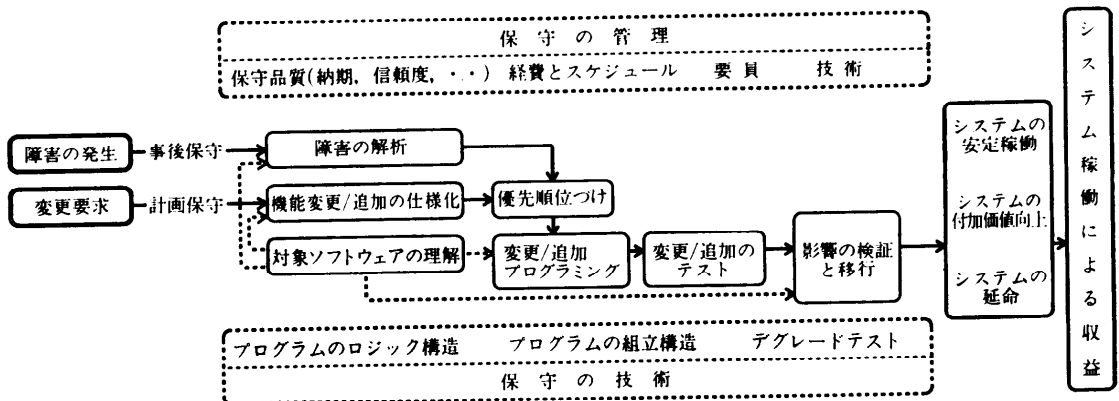 保守の管理
保守品質(納期，信頼度，・・) 経費とスケジュール 要員 技術
障害の発生
事後保守
障害の解析
変更要求
計画保守
機能変更/追加の仕様化
優先順位づけ
対象ソフトウェアの理解
変更/追加
プログラミング
変更/追加の
テスト
影響の検証
と移行
システムの
安定稼働
システムの
付加価値向上
システムの
延命
システム稼働による収益
プログラムのロジック構造 プログラムの組立構造 デグレードテスト
保守の技術